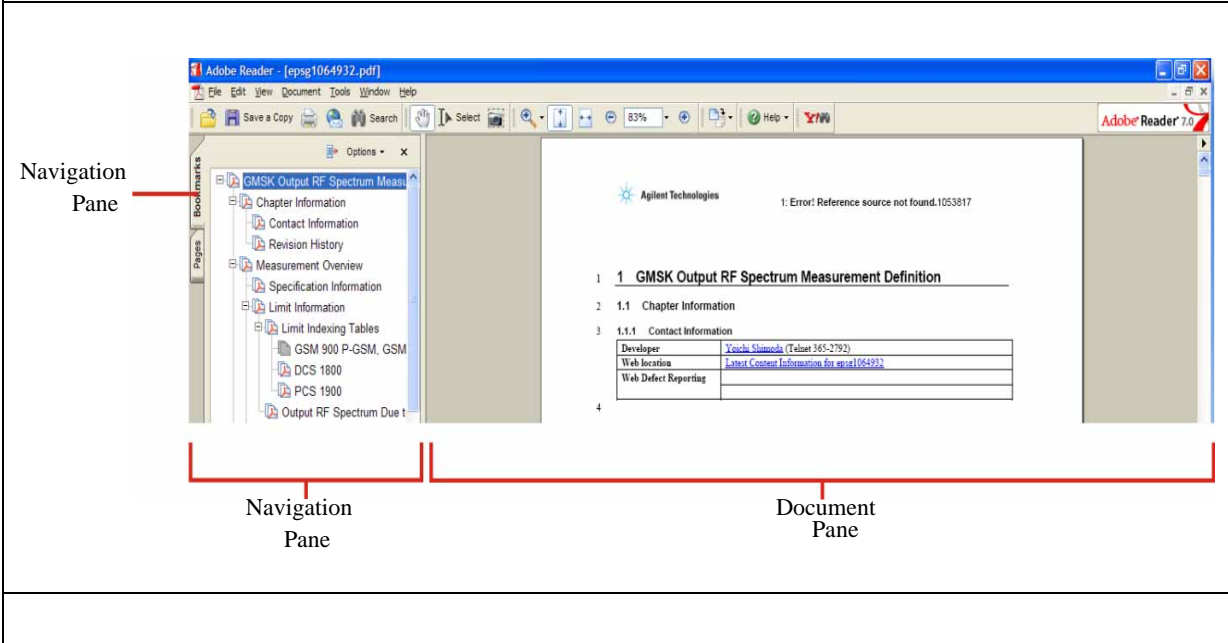 Adobe Reader - [epsg1064932.pdf]
File Edit View Document Tools Window Help
Save a Copy Search Select 83% Help Y! Adobe Reader 7.0
Options x
Navigation
Pane
Bookmarks
Pages
GMSK Output RF Spectrum Measu
Chapter Information
Contact Information
Revision History
Measurement Overview
Specification Information
Limit Information
Limit Indexing Tables
GSM 900 P-GSM, GSM
DCS 1800
PCS 1900
Output RF Spectrum Due t
Agilent Technologies
1: Error! Reference source not found.1053817
1 1 GMSK Output RF Spectrum Measurement Definition
2 1.1 Chapter Information
3 1.1.1 Contact Information
Developer Yoichi Shimoda (Telnet 365-2792)
Web location Latest Content Information for epsg1064932
Web Defect Reporting
4
Navigation
Pane
Document
Pane